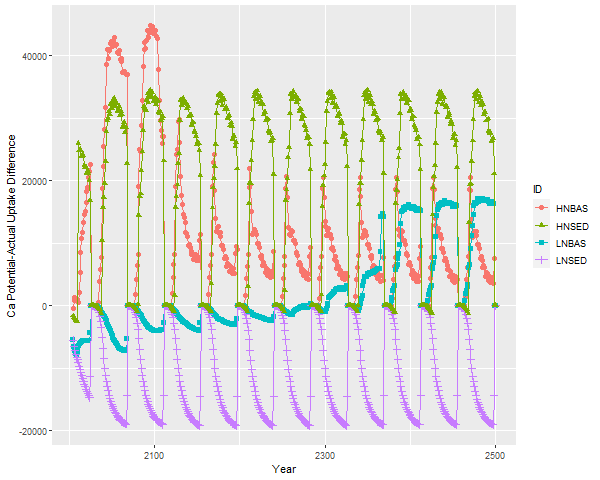 Ca Potential-Actual Uptake Difference
40000
20000
0
-20000
2100
2300
2500
Year
ID
HNBAS
HNSED
LNBAS
LNSED